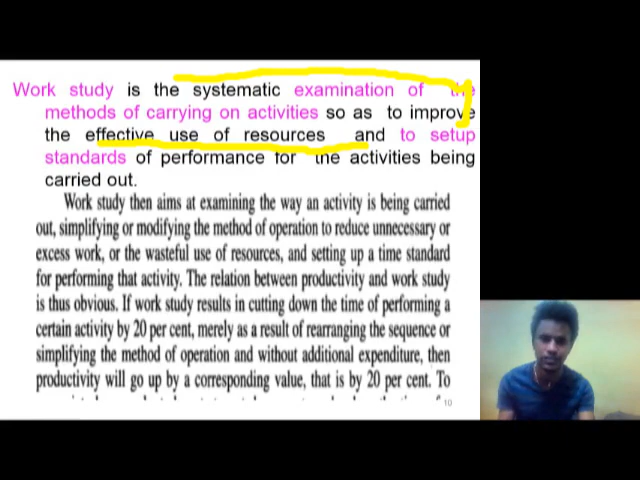 Work study is the systematic examination of the
methods of carrying on activities so as to improve
the effective use of resources and to setup
standards of performance for the activities being
carried out.
Work study then aims at examining the way an activity is being carried
out, simplifying or modifying the method of operation to reduce unnecessary or
excess work, or the wasteful use of resources, and setting up a time standard
for performing that activity. The relation between productivity and work study
is thus obvious. If work study results in cutting down the time of performing a
certain activity by 20 per cent, merely as a result of rearranging the sequence or
simplifying the method of operation and without additional expenditure, then
productivity will go up by a corresponding value, that is by 20 per cent. To
10